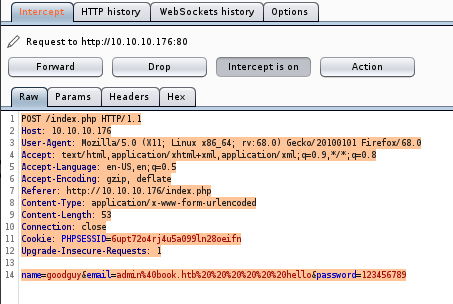 Intercept HTTP history WebSockets history Options
Request to http://10.10.10.176:80
Forward Drop Intercept is on Action
Raw Params Headers Hex
1 POST /index.php HTTP/1.1
2 Host: 10.10.10.176
3 User-Agent: Mozilla/5.0 (X11; Linux x86_64; rv:68.0) Gecko/20100101 Firefox/68.0
4 Accept: text/html,application/xhtml+xml,application/xml;q=0.9,*/*;q=0.8
5 Accept-Language: en-US,en;q=0.5
6 Accept-Encoding: gzip, deflate
7 Referer: http://10.10.10.176/index.php
8 Content-Type: application/x-www-form-urlencoded
9 Content-Length: 53
10 Connection: close
11 Cookie: PHPSESSID=6upt72o4rj4u5a099ln28oeifn
12 Upgrade-Insecure-Requests: 1
13
14 name=goodguy&email=admin%40book.htb%20%20%20%20%20%20hello&password=123456789